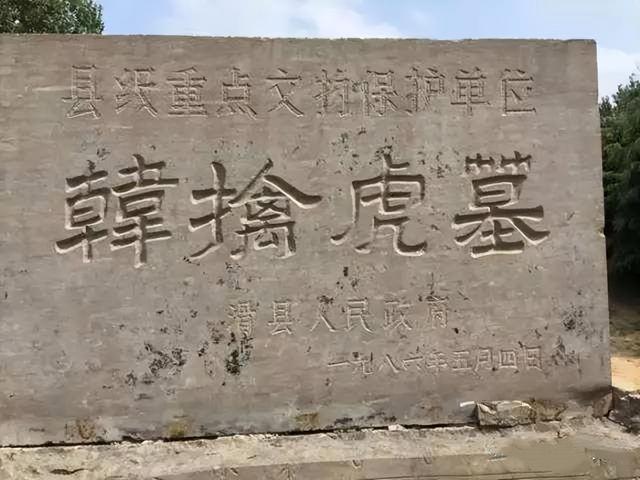 县级重点文物保护单位
韓擒虎墓
滑县人民政府
一九八六年五月四日